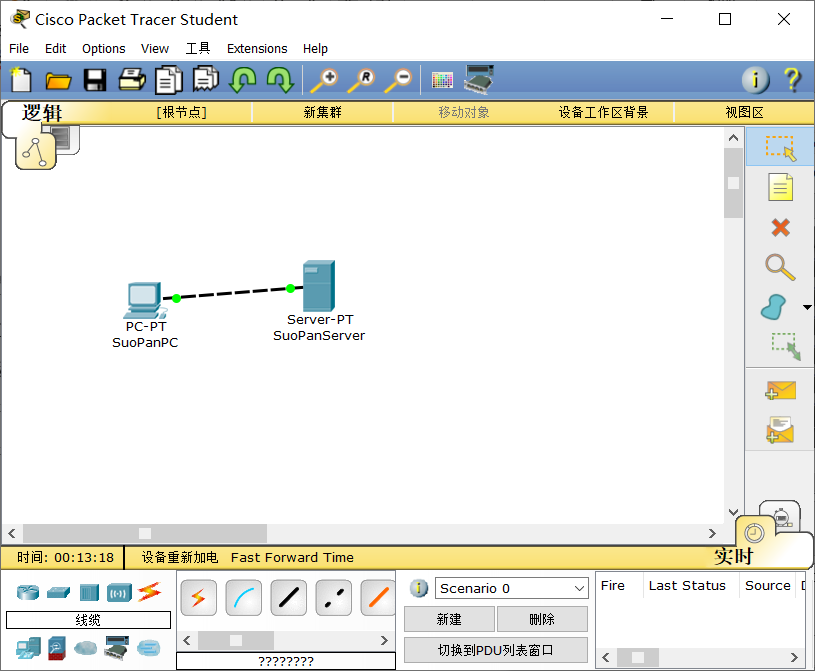 Cisco Packet Tracer Student
File Edit Options View 工具 Extensions Help
逻辑 [根节点] 新集群 移动对象 设备工作区背景 视图区
PC-PT
SuoPanPC
Server-PT
SuoPanServer
时间: 00:13:18 设备重新加电 Fast Forward Time 实时
Scenario 0
Fire Last Status Source D
线缆
新建 删除
切换到PDU列表窗口
????????